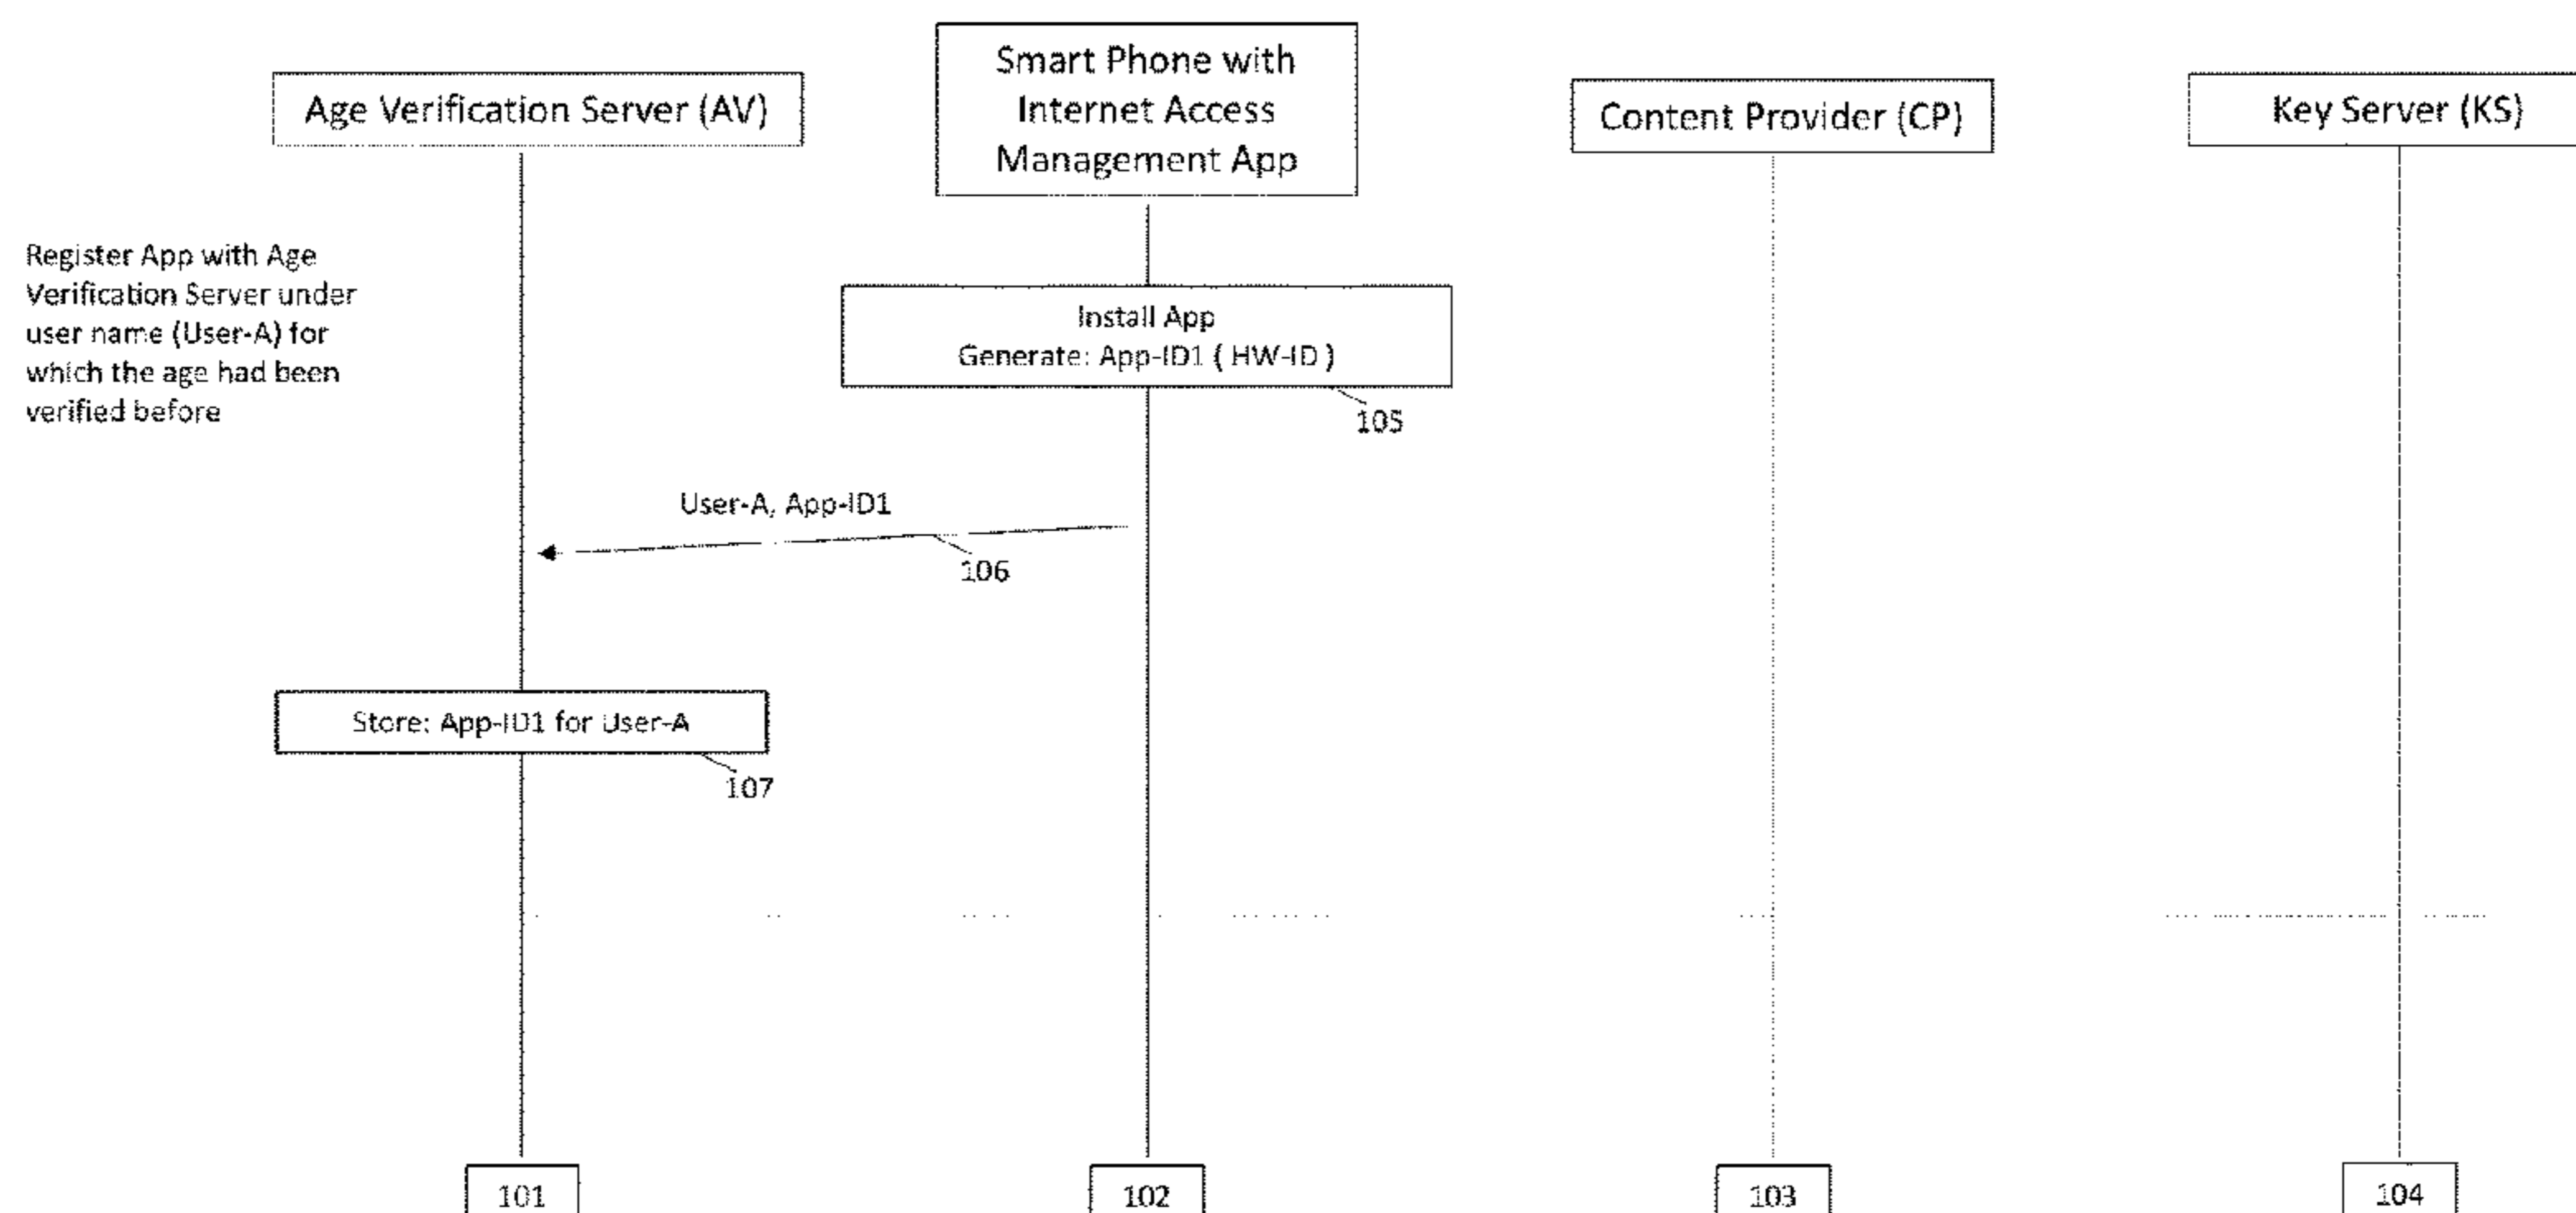 Age Verification Server (AV)
Smart Phone with
Internet Access
Management App
Content Provider (CP)
Key Server (KS)
Register App with Age
Verification Server under
user name (User-A) for
which the age had been
verified before
Install App
Generate: App-ID1 ( HW-ID )
105
User-A, App-ID1
106
Store: App-ID1 for User-A
107
101
102
103
104